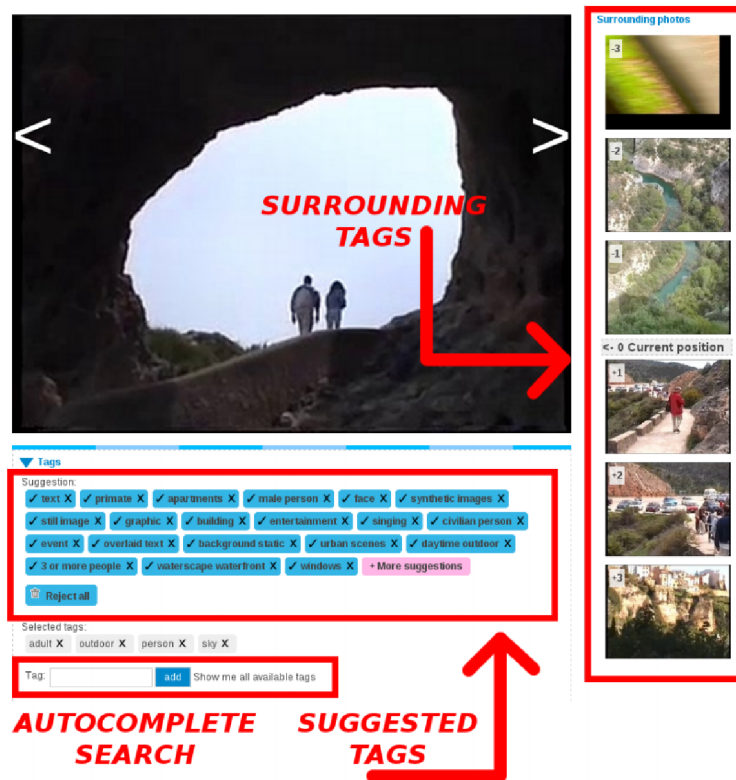 Surrounding photos
-3
-2
-1
<- 0 Current position
+1
+2
+3
<
>
SURROUNDING
TAGS
Tags
Suggestion:
✓ text X ✓ primate X ✓ apartments X ✓ male person X ✓ face X ✓ synthetic images X
✓ still image X ✓ graphic X ✓ building X ✓ entertainment X ✓ singing X ✓ civilian person X
✓ event X ✓ overlaid text X ✓ background static X ✓ urban scenes X ✓ daytime outdoor X
✓ 3 or more people X ✓ waterscape waterfront X ✓ windows X + More suggestions
Reject all
Selected tags:
adult X outdoor X person X sky X
Tag: add Show me all available tags
AUTOCOMPLETE
SEARCH
SUGGESTED
TAGS